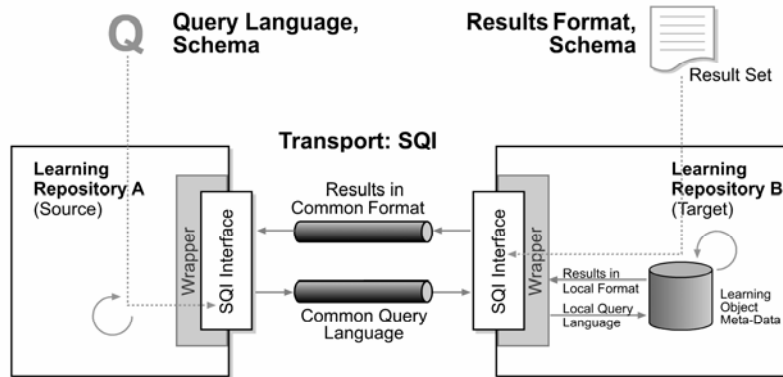 Q
Query Language,
Schema
Results Format,
Schema
Result Set
Transport: SQI
Learning
Repository A
(Source)
Wrapper
SQI Interface
Results in
Common Format
Common Query
Language
SQI Interface
Wrapper
Learning
Repository B
(Target)
Results in
Local Format
Local Query
Language
Learning
Object
Meta-Data